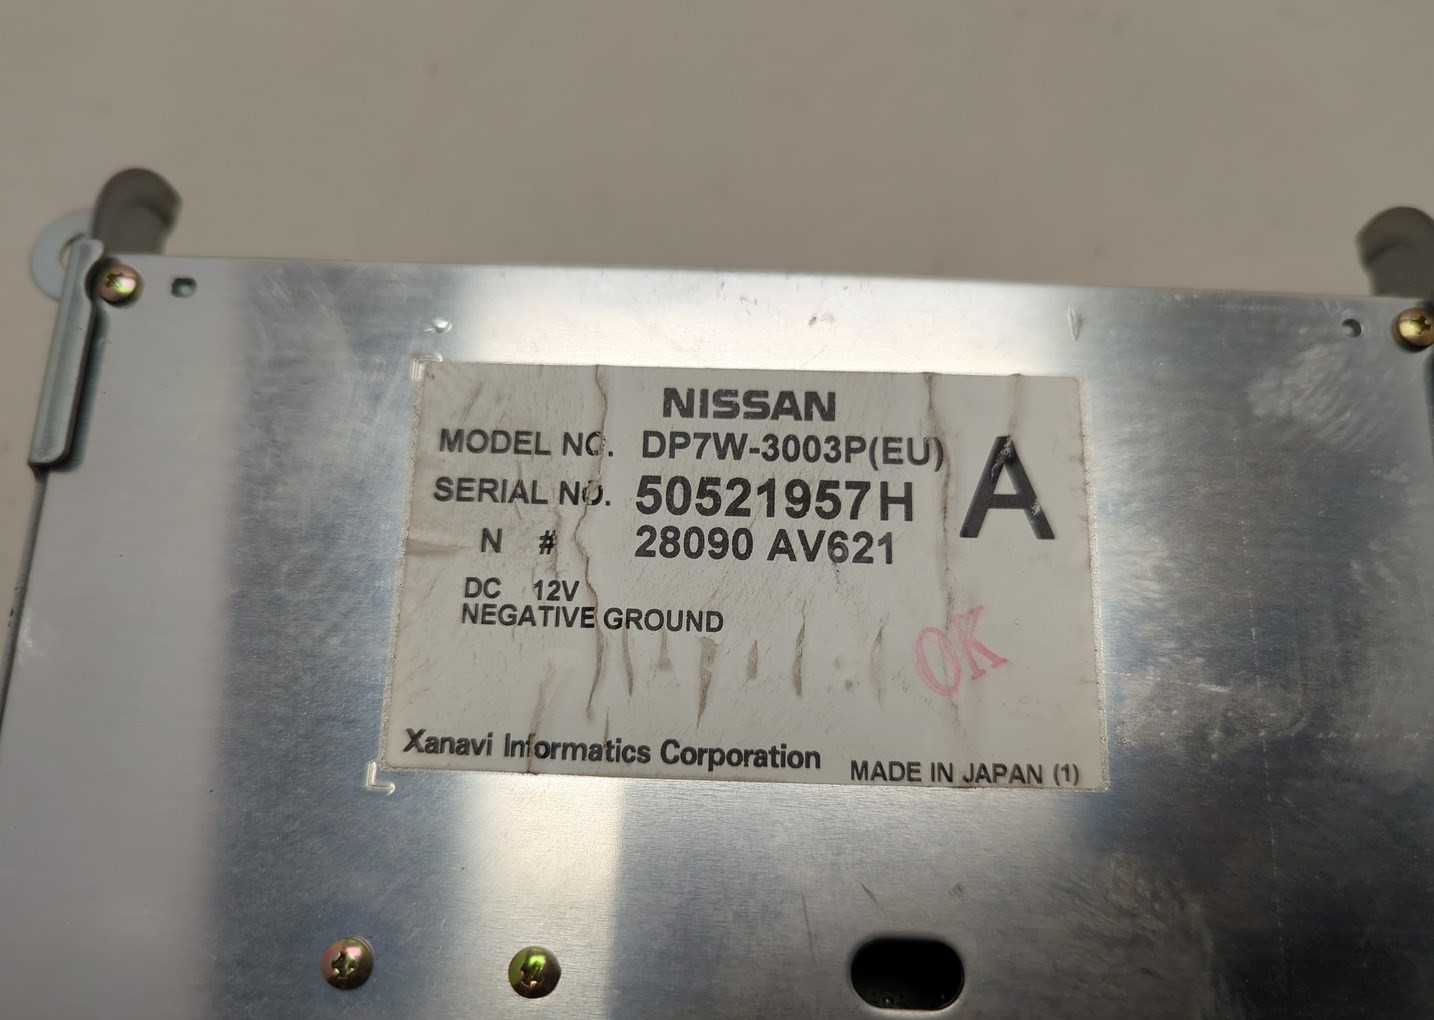 NISSAN
MODEL NO. DP7W-3003P(EU)
A
SERIAL NO. 50521957H
N # 28090 AV621
DC 12V
NEGATIVE GROUND
OK
Xanavi Informatics Corporation MADE IN JAPAN (1)